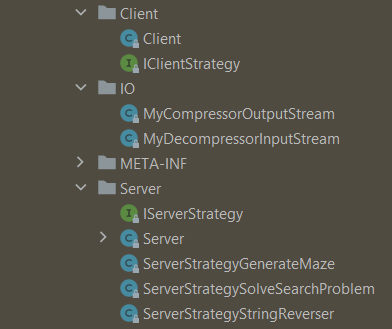 Client
Client
IClientStrategy
IO
MyCompressorOutputStream
MyDecompressorInputStream
META-INF
Server
IServerStrategy
Server
ServerStrategyGenerateMaze
ServerStrategySolveSearchProblem
ServerStrategyStringReverser